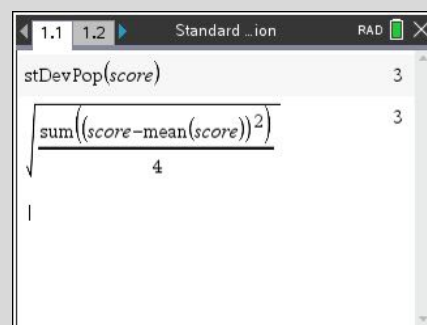 1.1 1.2 Standard ...ion RAD
stDevPop(score) 3
√(sum((score−mean(score))²)/4) 3